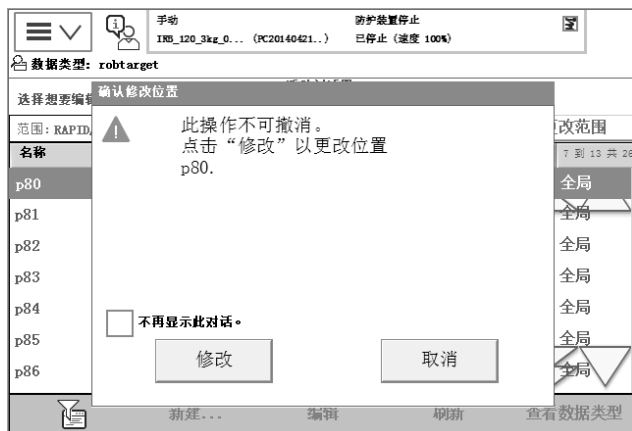 手动
防护装置停止
IRB_120_3kg_0... (PC20140421..)
已停止 (速度 100%)
数据类型: robtarget
选择想要编辑
确认修改位置
范围: RAPID/
更改范围
名称
7 到 13 共 26
此操作不可撤消。
点击“修改”以更改位置
p80.
p80
全局
p81
全局
p82
全局
p83
全局
p84
全局
p85
全局
p86
全局
不再显示此对话。
修改
取消
新建...
编辑
刷新
查看数据类型